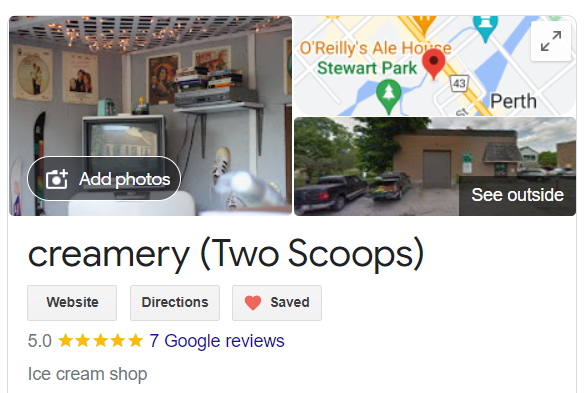 O'Reilly's Ale House
Stewart Park
43
Perth
Add photos
See outside
creamery (Two Scoops)
Website
Directions
Saved
5.0 7 Google reviews
Ice cream shop